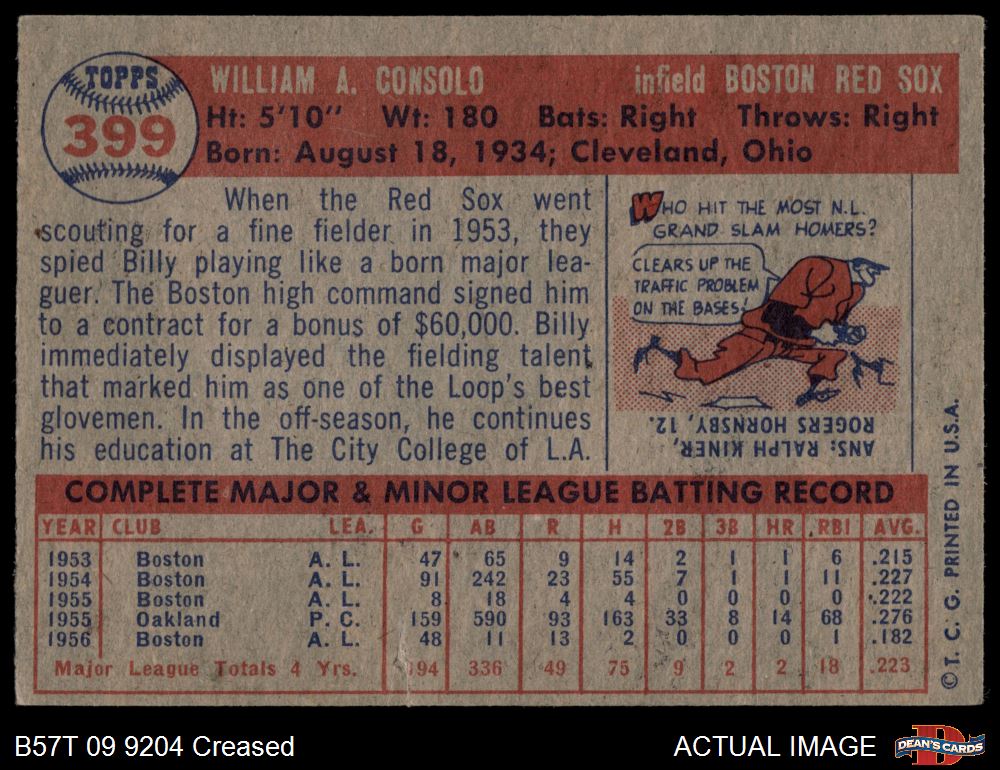 TOPPS
399
WILLIAM A. CONSOLO infield BOSTON RED SOX
Ht: 5'10" Wt: 180 Bats: Right Throws: Right
Born: August 18, 1934; Cleveland, Ohio
When the Red Sox went
scouting for a fine fielder in 1953, they
spied Billy playing like a born major lea-
guer. The Boston high command signed him
to a contract for a bonus of $60,000. Billy
immediately displayed the fielding talent
that marked him as one of the Loop's best
glovemen. In the off-season, he continues
his education at The City College of L.A.
WHO HIT THE MOST N.L.
GRAND SLAM HOMERS?
CLEARS UP THE
TRAFFIC PROBLEM
ON THE BASES!
ANS: RALPH KINER,
ROGERS HORNSBY, 12.
COMPLETE MAJOR & MINOR LEAGUE BATTING RECORD
YEAR CLUB LEA. G AB R H 2B 3B HR RBI AVG.
1953 Boston A. L. 47 65 9 14 2 1 1 6 .215
1954 Boston A. L. 91 242 23 55 7 1 1 11 .227
1955 Boston A. L. 8 18 4 4 0 0 0 0 .222
1955 Oakland P. C. 159 590 93 163 33 8 14 68 .276
1956 Boston A. L. 48 11 13 2 0 0 0 1 .182
Major League Totals 4 Yrs. 194 336 49 75 9 2 2 18 .223
© T. C. G. PRINTED IN U.S.A.
B57T 09 9204 Creased
ACTUAL IMAGE
DEAN'S CARDS